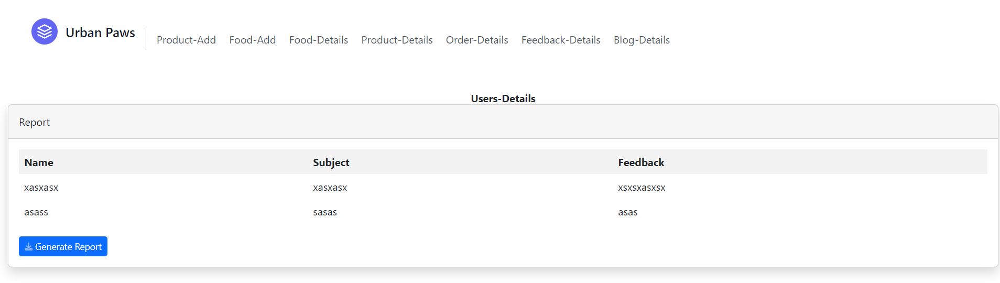 Urban Paws
Product-Add Food-Add Food-Details Product-Details Order-Details Feedback-Details Blog-Details
Users-Details
Report
Name Subject Feedback
xasxasx xasxasx xsxsxasxsx
asass sasas asas
Generate Report